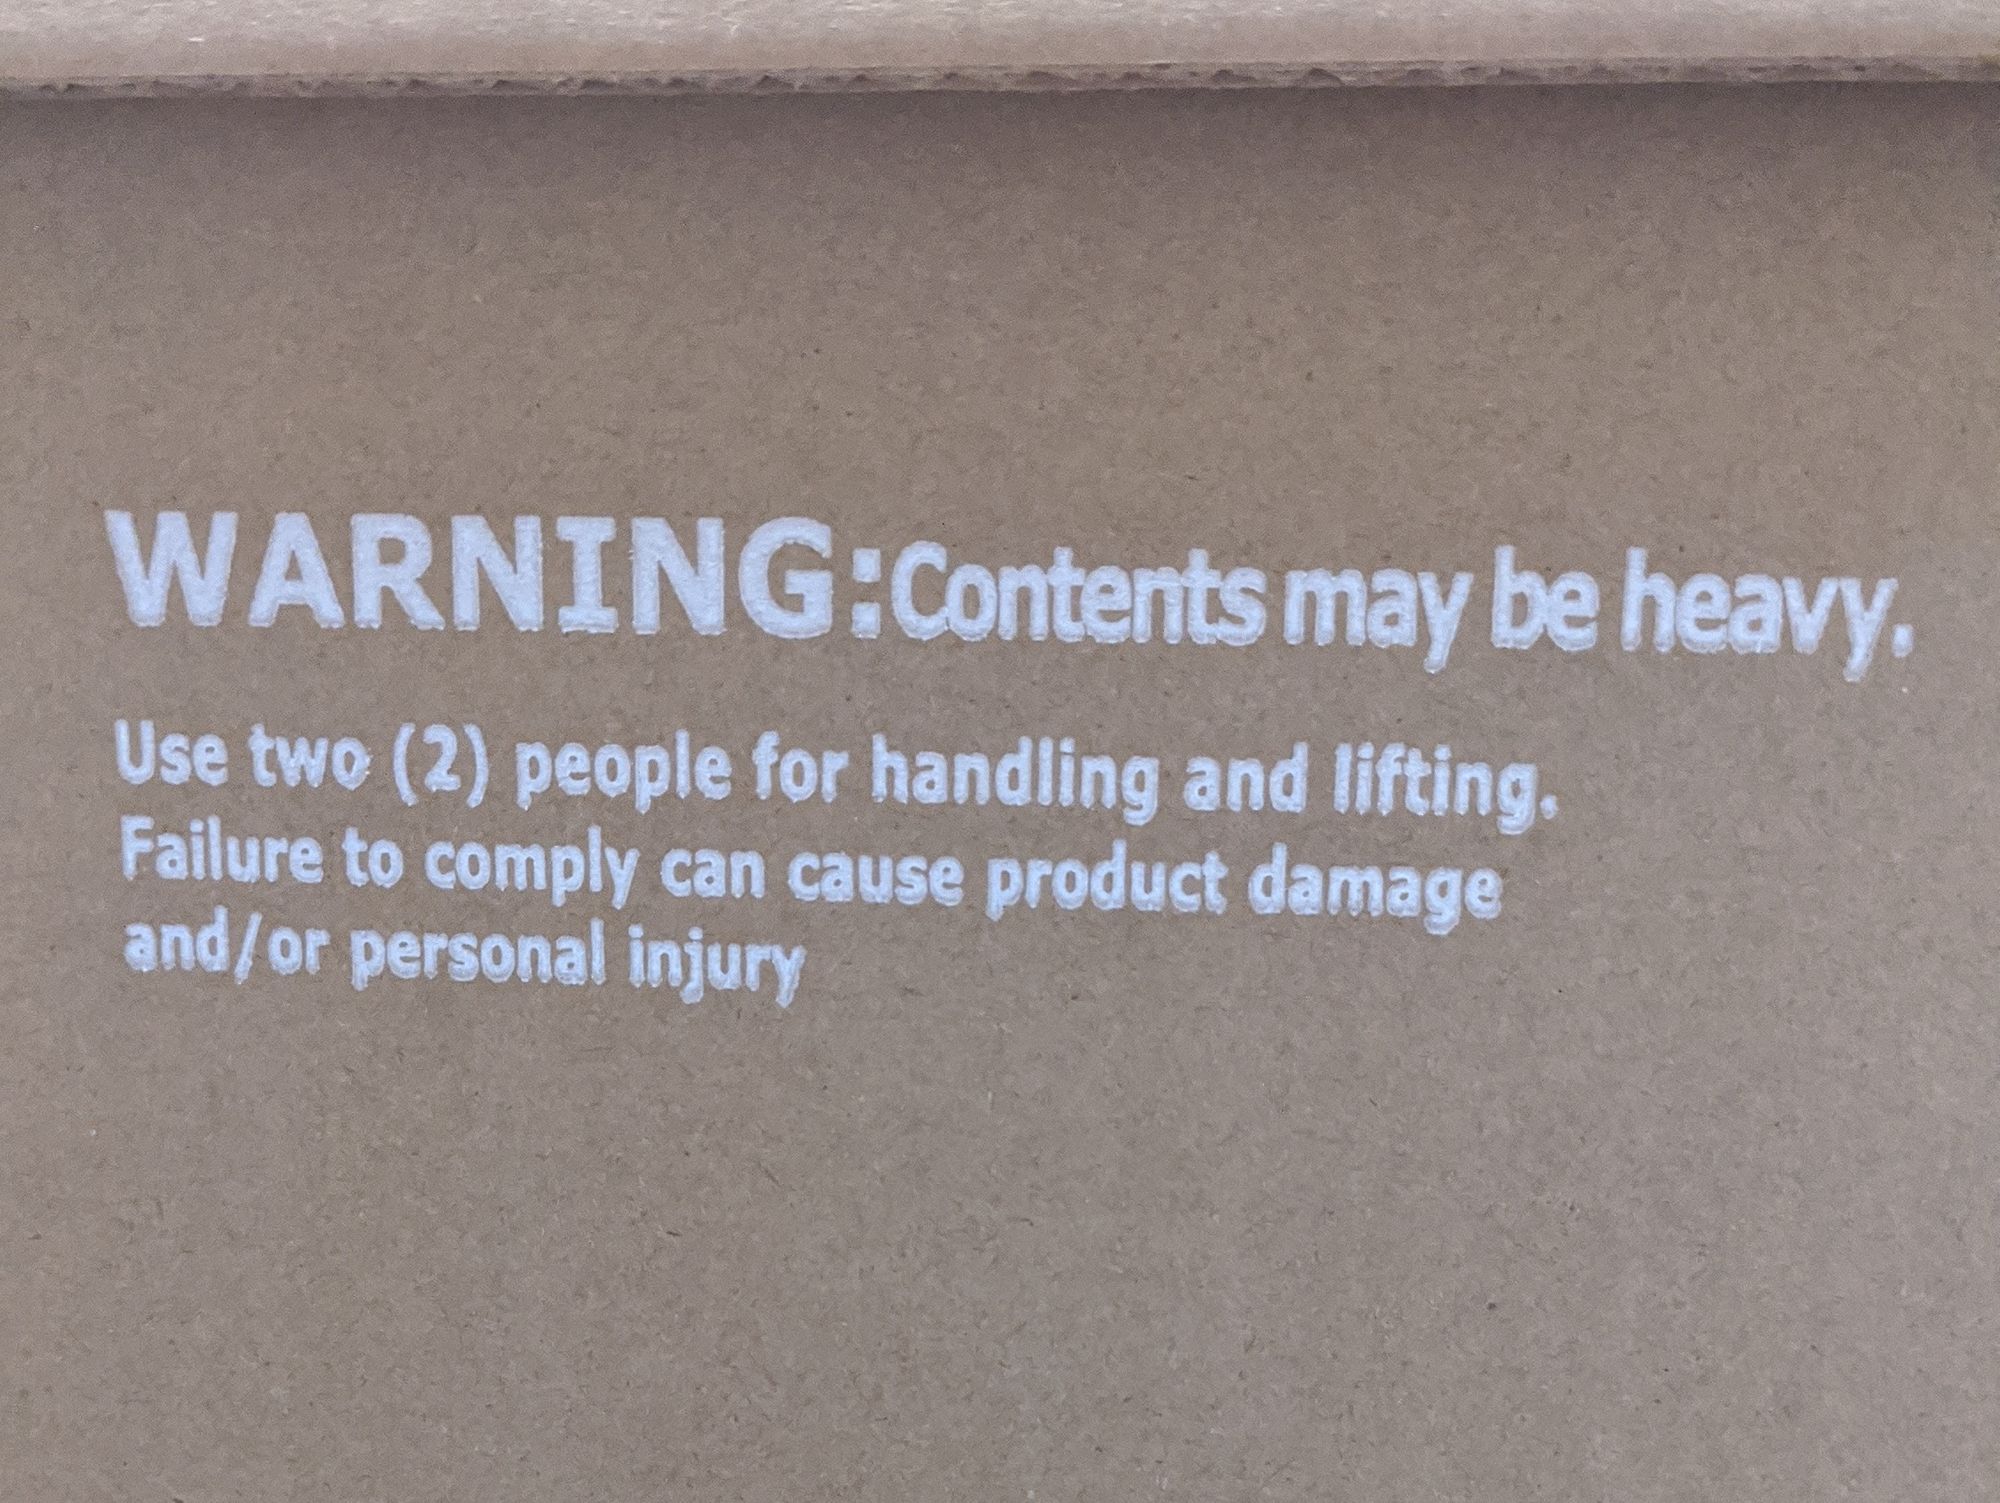 WARNING:Contents may be heavy.
Use two (2) people for handling and lifting.
Failure to comply can cause product damage
and/or personal injury